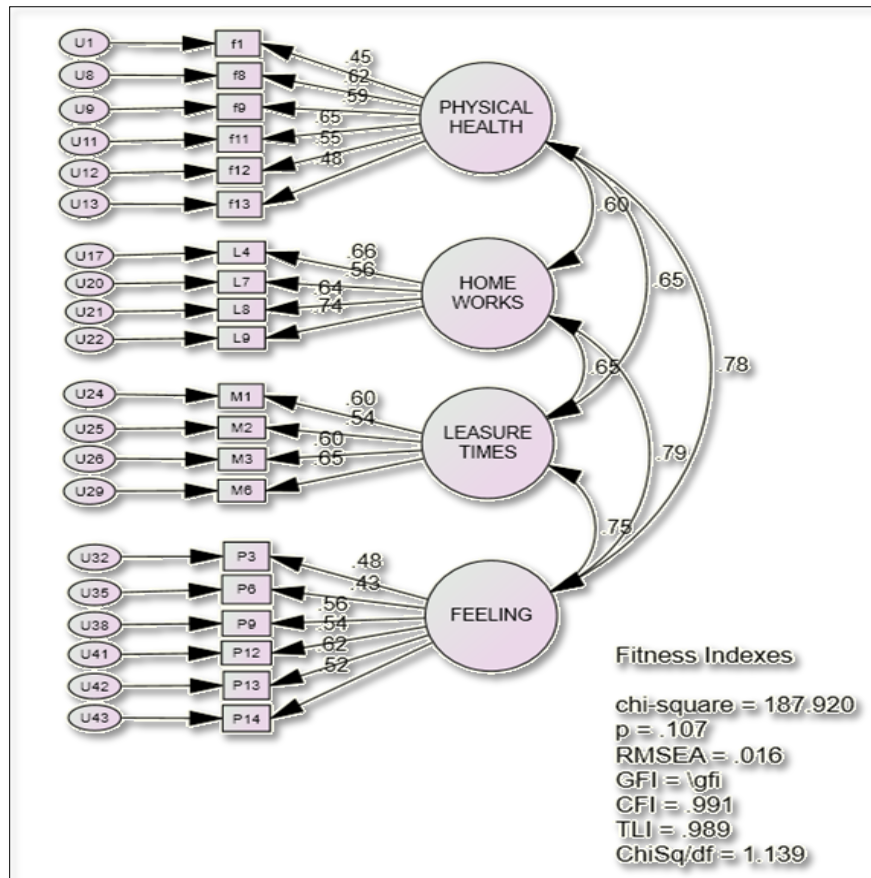 U1
f1
.45
U8
f8
.62
U9
f9
.59
U11
f11
.65
U12
f12
.55
U13
f13
.48
PHYSICAL
HEALTH
.60
U17
L4
.66
U20
L7
.56
U21
L8
.64
U22
L9
.74
HOME
WORKS
.65
.65
.78
U24
M1
.60
U25
M2
.54
U26
M3
.60
U29
M6
.65
LEASURE
TIMES
.79
.75
U32
P3
.48
U35
P6
.43
U38
P9
.56
U41
P12
.54
U42
P13
.62
U43
P14
.52
FEELING
Fitness Indexes
chi-square = 187.920
p = .107
RMSEA = .016
GFI = \gfi
CFI = .991
TLI = .989
ChiSq/df = 1.139